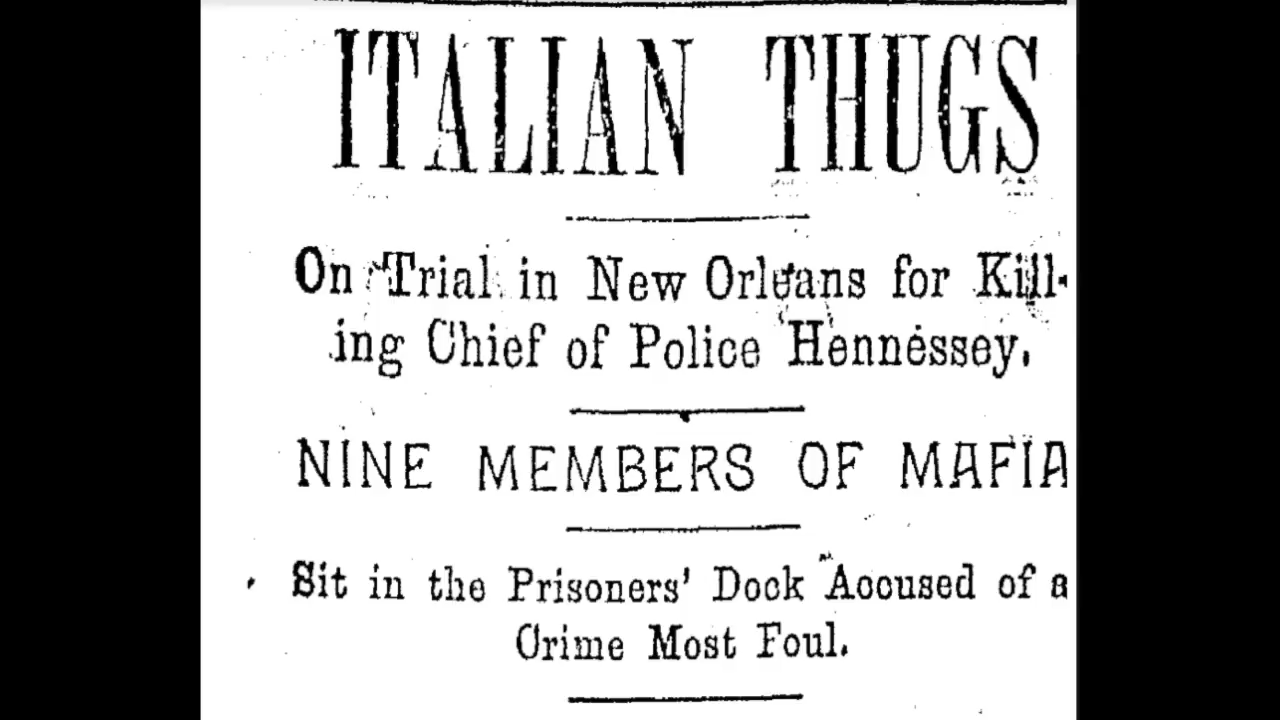 ITALIAN THUGS
On Trial in New Orleans for Kill-
ing Chief of Police Hennessey.
NINE MEMBERS OF MAFIA
Sit in the Prisoners' Dock Accused of a
Crime Most Foul.